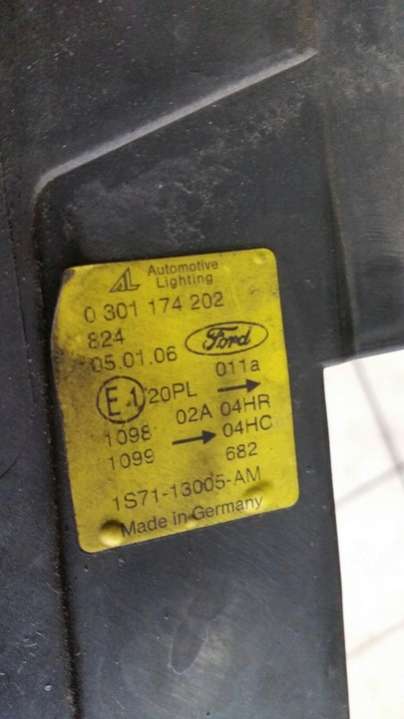 AL Automotive
Lighting
0 301 174 202
824
05.01.06 Ford
011a
E1 20PL →
02A 04HR
1098 → 04HC
1099 682
1S71-13005-AM
Made in Germany